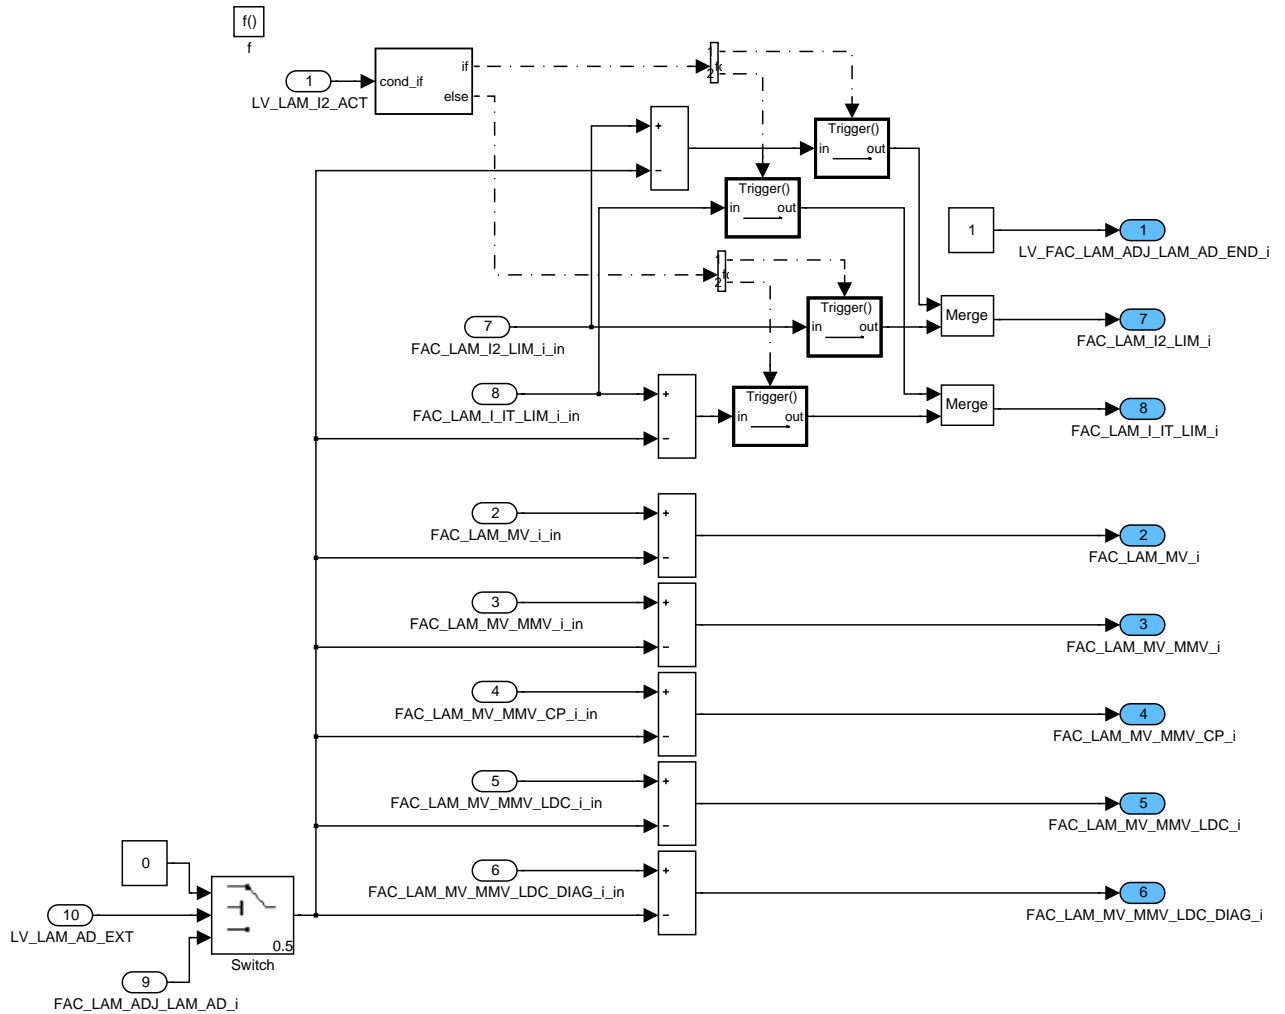 f()
f
1
LV_LAM_I2_ACT
cond_if
if
else
1
2
+
−
Trigger()
in
out
Trigger()
in
out
1
1
LV_FAC_LAM_ADJ_LAM_AD_END_i
1
2
7
FAC_LAM_I2_LIM_i_in
Trigger()
in
out
Merge
7
FAC_LAM_I2_LIM_i
8
FAC_LAM_I_IT_LIM_i_in
+
−
Trigger()
in
out
Merge
8
FAC_LAM_I_IT_LIM_i
2
FAC_LAM_MV_i_in
+
−
2
FAC_LAM_MV_i
3
FAC_LAM_MV_MMV_i_in
+
−
3
FAC_LAM_MV_MMV_i
4
FAC_LAM_MV_MMV_CP_i_in
+
−
4
FAC_LAM_MV_MMV_CP_i
5
FAC_LAM_MV_MMV_LDC_i_in
+
−
5
FAC_LAM_MV_MMV_LDC_i
6
FAC_LAM_MV_MMV_LDC_DIAG_i_in
+
−
6
FAC_LAM_MV_MMV_LDC_DIAG_i
0
10
LV_LAM_AD_EXT
0.5
Switch
9
FAC_LAM_ADJ_LAM_AD_i